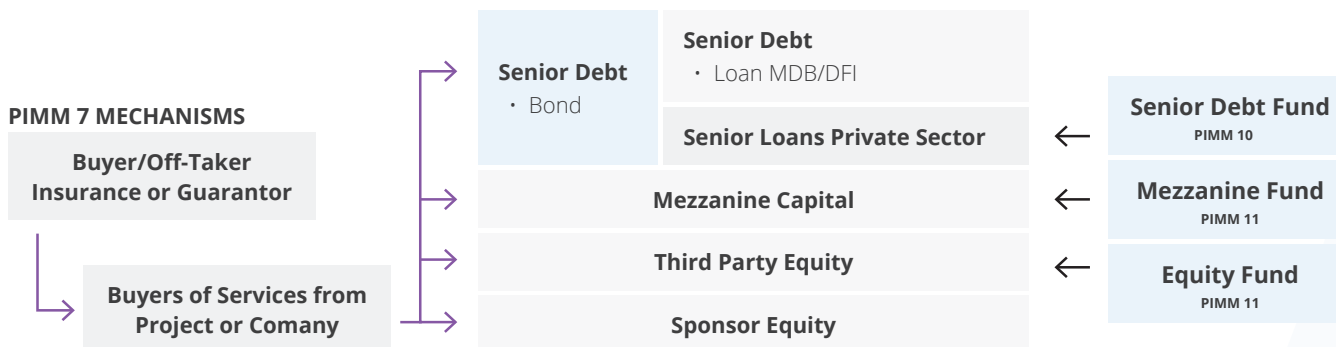 PIMM 7 MECHANISMS
Buyer/Off-Taker
Insurance or Guarantor
Buyers of Services from
Project or Comany
Senior Debt
• Bond
Senior Debt
• Loan MDB/DFI
Senior Loans Private Sector
Mezzanine Capital
Third Party Equity
Sponsor Equity
Senior Debt Fund
PIMM 10
Mezzanine Fund
PIMM 11
Equity Fund
PIMM 11